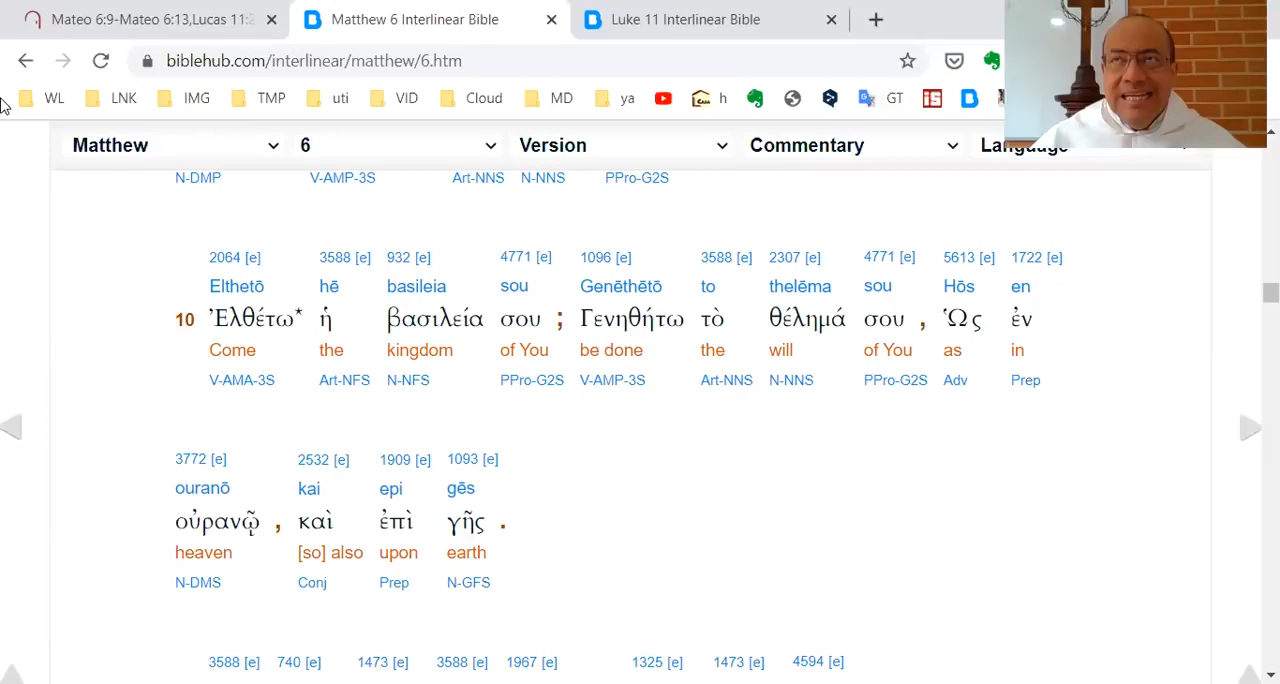 Mateo 6:9-Mateo 6:13,Lucas 11:
Matthew 6 Interlinear Bible
Luke 11 Interlinear Bible
biblehub.com/interlinear/matthew/6.htm
WL LNK IMG TMP uti VID Cloud MD ya h GT
Matthew 6 Version Commentary Language
N-DMP V-AMP-3S Art-NNS N-NNS PPro-G2S
2064 [e] 3588 [e] 932 [e] 4771 [e] 1096 [e] 3588 [e] 2307 [e] 4771 [e] 5613 [e] 1722 [e]
Elthetō hē basileia sou Genēthētō to thelēma sou Hōs en
10 Ἐλθέτω* ἡ βασιλεία σου ; Γενηθήτω τὸ θέλημά σου , Ὡς ἐν
Come the kingdom of You be done the will of You as in
V-AMA-3S Art-NFS N-NFS PPro-G2S V-AMP-3S Art-NNS N-NNS PPro-G2S Adv Prep
3772 [e] 2532 [e] 1909 [e] 1093 [e]
ouranō kai epi gēs
οὐρανῷ , καὶ ἐπὶ γῆς .
heaven [so] also upon earth
N-DMS Conj Prep N-GFS
3588 [e] 740 [e] 1473 [e] 3588 [e] 1967 [e] 1325 [e] 1473 [e] 4594 [e]